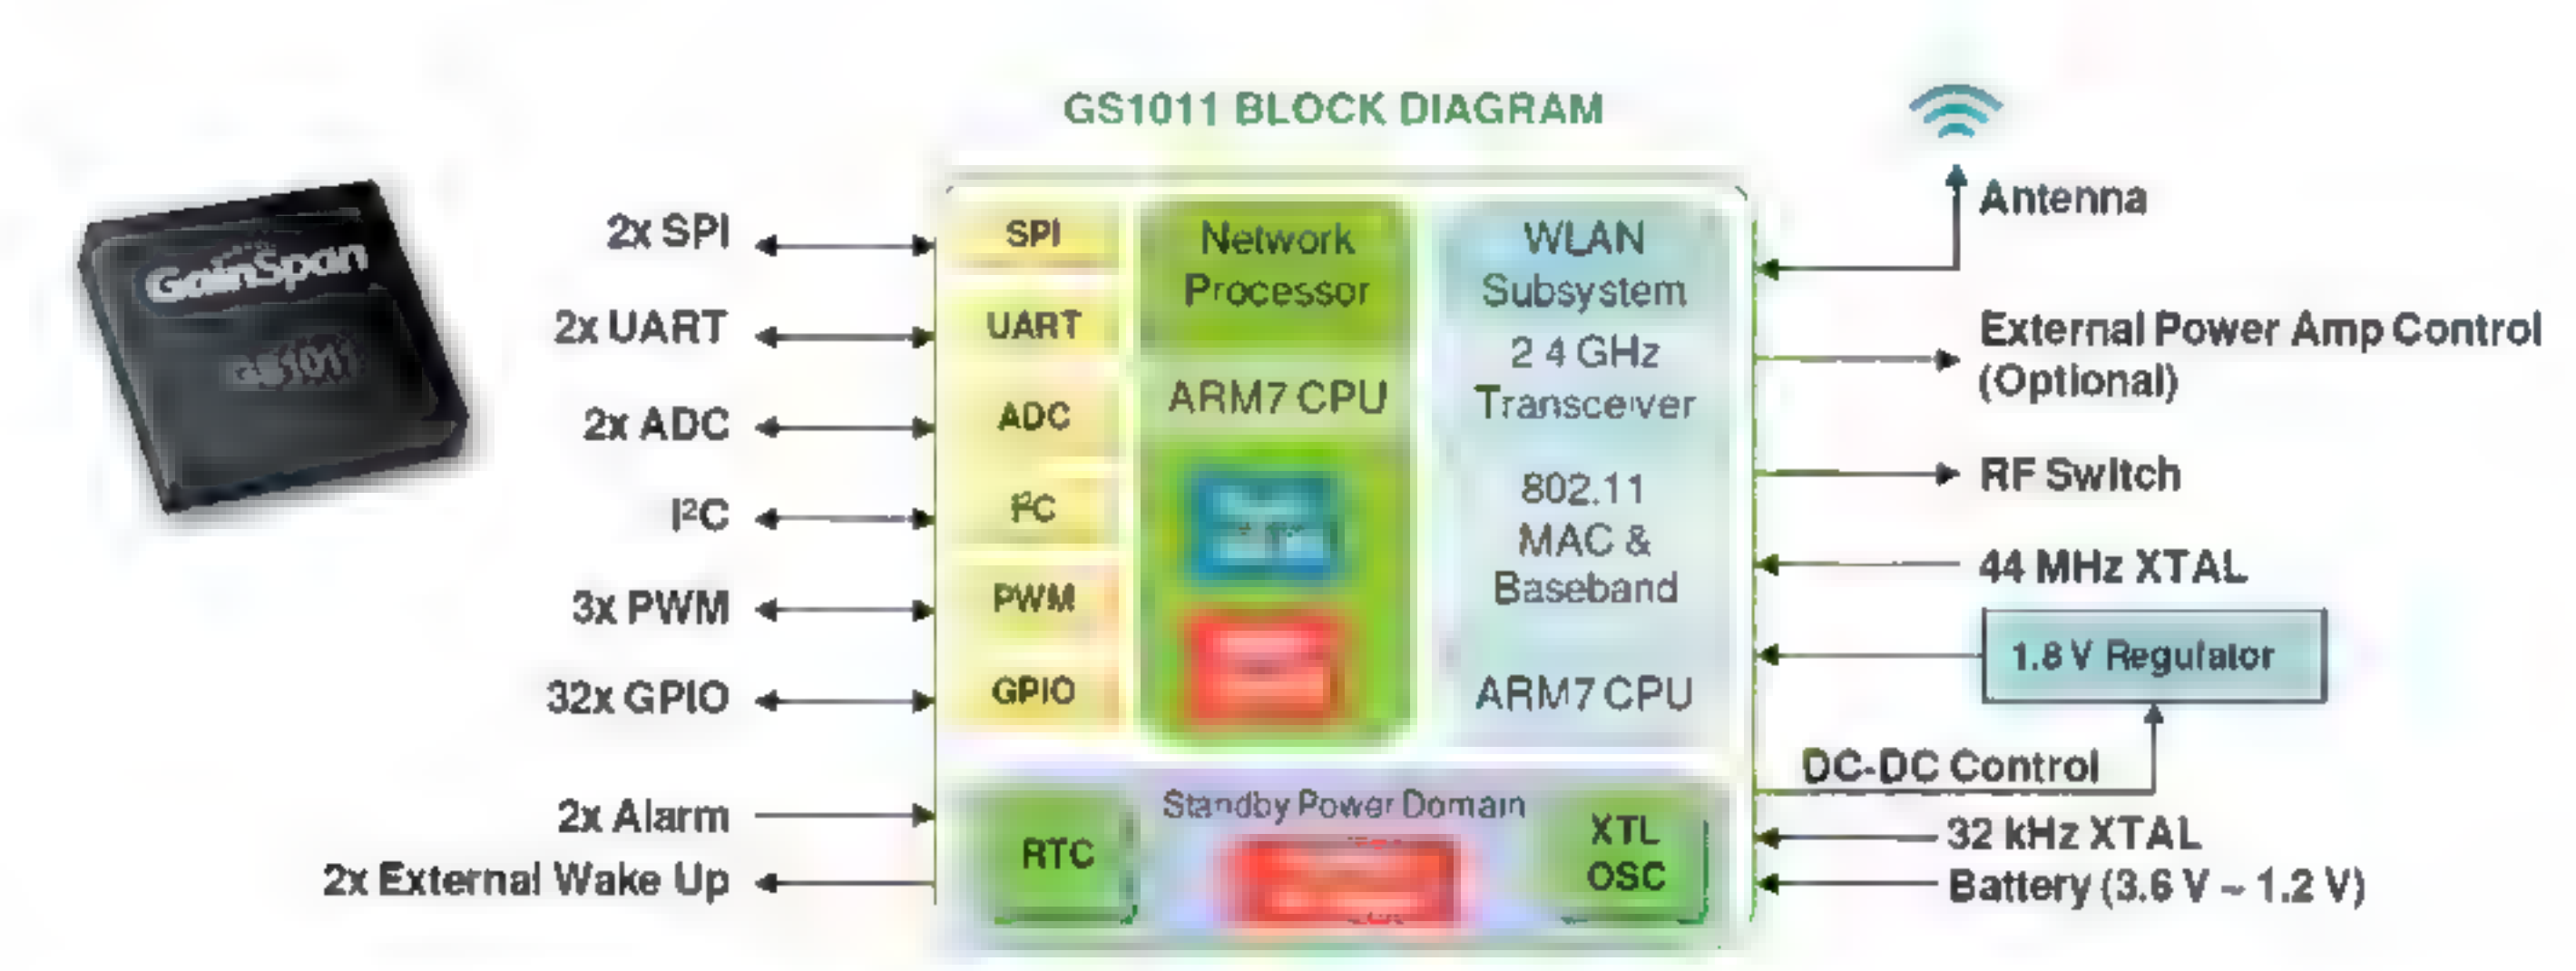 GS1011 BLOCK DIAGRAM
GainSpan
GS1011
2x SPI
2x UART
2x ADC
I²C
3x PWM
32x GPIO
2x Alarm
2x External Wake Up
SPI
UART
ADC
I²C
PWM
GPIO
Network
Processor
ARM7 CPU
WLAN
Subsystem
2 4 GHz
Transceiver
802.11
MAC &
Baseband
ARM7 CPU
Standby Power Domain
RTC
XTL
OSC
Antenna
External Power Amp Control
(Optional)
RF Switch
44 MHz XTAL
1.8 V Regulator
DC-DC Control
32 kHz XTAL
Battery (3.6 V ~ 1.2 V)